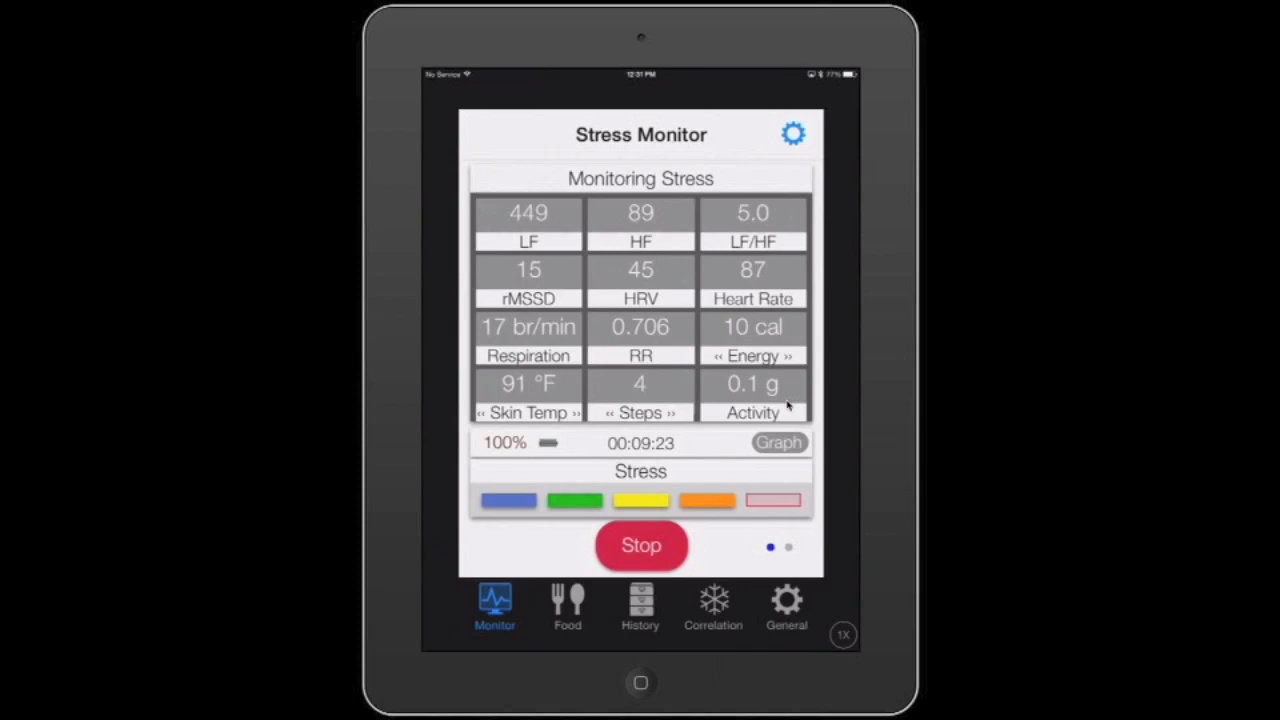 No Service 12:31 PM 77%
Stress Monitor
Monitoring Stress
449 89 5.0
LF HF LF/HF
15 45 87
rMSSD HRV Heart Rate
17 br/min 0.706 10 cal
Respiration RR ‹‹ Energy ››
91 °F 4 0.1 g
‹‹ Skin Temp ›› ‹‹ Steps ›› Activity
100% 00:09:23 Graph
Stress
Stop
Monitor Food History Correlation General
1X